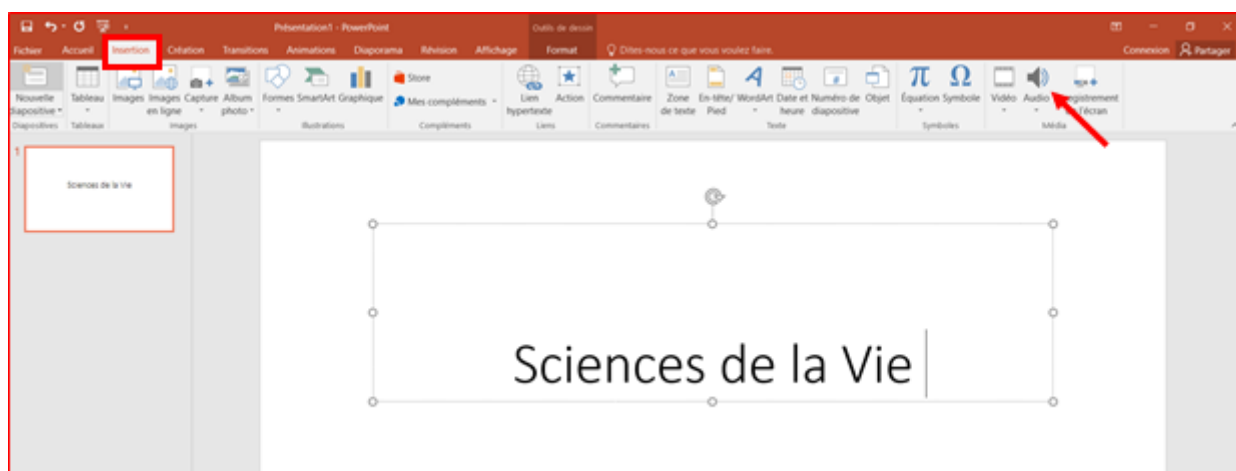 Présentation1 - PowerPoint
Outils de dessin
Fichier Accueil Insertion Création Transitions Animations Diaporama Révision Affichage Format Dites-nous ce que vous voulez faire. Connexion Partager
Nouvelle diapositive Tableau Images Images en ligne Capture Album photo Formes SmartArt Graphique Store Mes compléments Lien hypertexte Action Commentaire Zone de texte En-tête/ Pied WordArt Date et heure Numéro de diapositive Objet Équation Symbole Vidéo Audio
Diapositives Tableaux Images Illustrations Compléments Liens Commentaires Texte Symboles Média
1
Sciences de la Vie
Sciences de la Vie